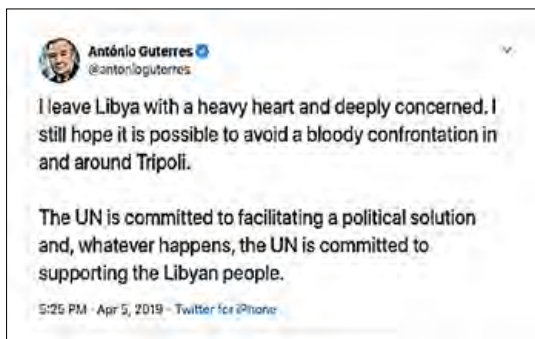 António Guterres
@antonioguterres
I leave Libya with a heavy heart and deeply concerned. I
still hope it is possible to avoid a bloody confrontation in
and around Tripoli.
The UN is committed to facilitating a political solution
and, whatever happens, the UN is committed to
supporting the Libyan people.
5:25 PM · Apr 5, 2019 · Twitter for iPhone